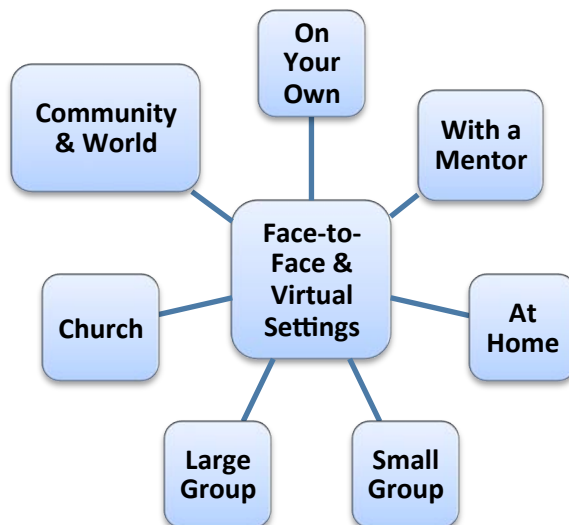 On
Your
Own
Community
& World
With a
Mentor
Face-to-
Face &
Virtual
Settings
Church
At
Home
Large
Group
Small
Group